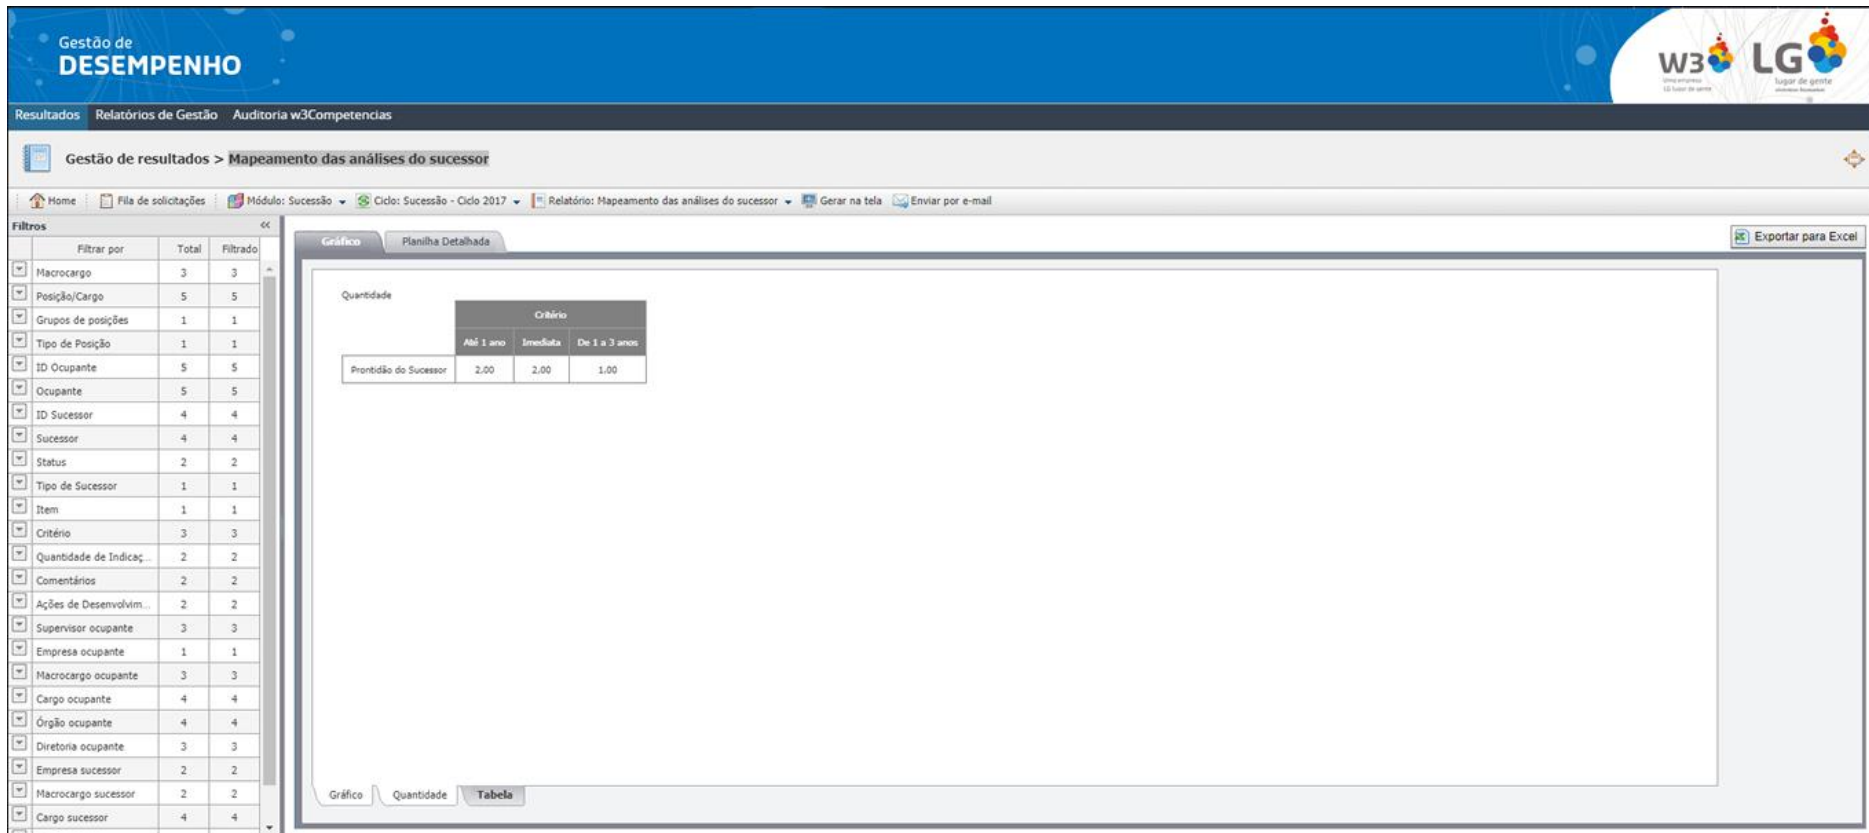 Gestão de
DESEMPENHO
W3 LG
lugar de gente
Resultados Relatórios de Gestão Auditoria w3Competencias
Gestão de resultados > Mapeamento das análises do sucessor
Home Fila de solicitações Módulo: Sucessão Ciclo: Sucessão - Ciclo 2017 Relatório: Mapeamento das análises do sucessor Gerar na tela Enviar por e-mail
Filtros
Filtrar por Total Filtrado
Macrocargo 3 3
Posição/Cargo 5 5
Grupos de posições 1 1
Tipo de Posição 1 1
ID Ocupante 5 5
Ocupante 5 5
ID Sucessor 4 4
Sucessor 4 4
Status 2 2
Tipo de Sucessor 1 1
Item 1 1
Critério 3 3
Quantidade de Indicaç... 2 2
Comentários 2 2
Ações de Desenvolvim... 2 2
Supervisor ocupante 3 3
Empresa ocupante 1 1
Macrocargo ocupante 3 3
Cargo ocupante 4 4
Órgão ocupante 4 4
Diretoria ocupante 3 3
Empresa sucessor 2 2
Macrocargo sucessor 2 2
Cargo sucessor 4 4
Gráfico Planilha Detalhada
Exportar para Excel
Quantidade
Critério
Até 1 ano Imediata De 1 a 3 anos
Prontidão do Sucessor 2.00 2.00 1.00
Gráfico Quantidade Tabela